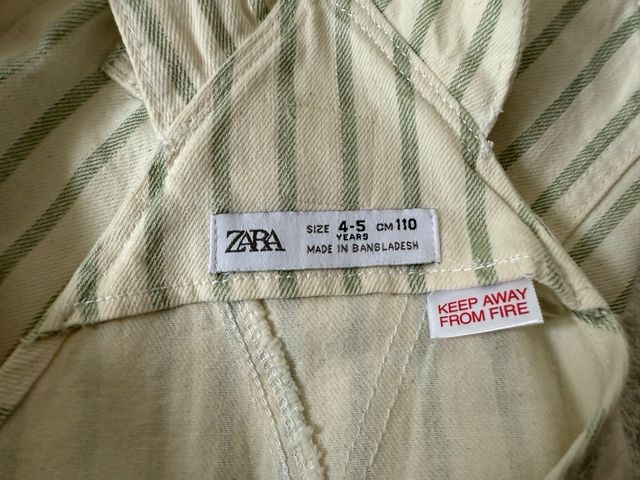 ZARA
SIZE 4-5 CM 110
YEARS
MADE IN BANGLADESH
KEEP AWAY
FROM FIRE